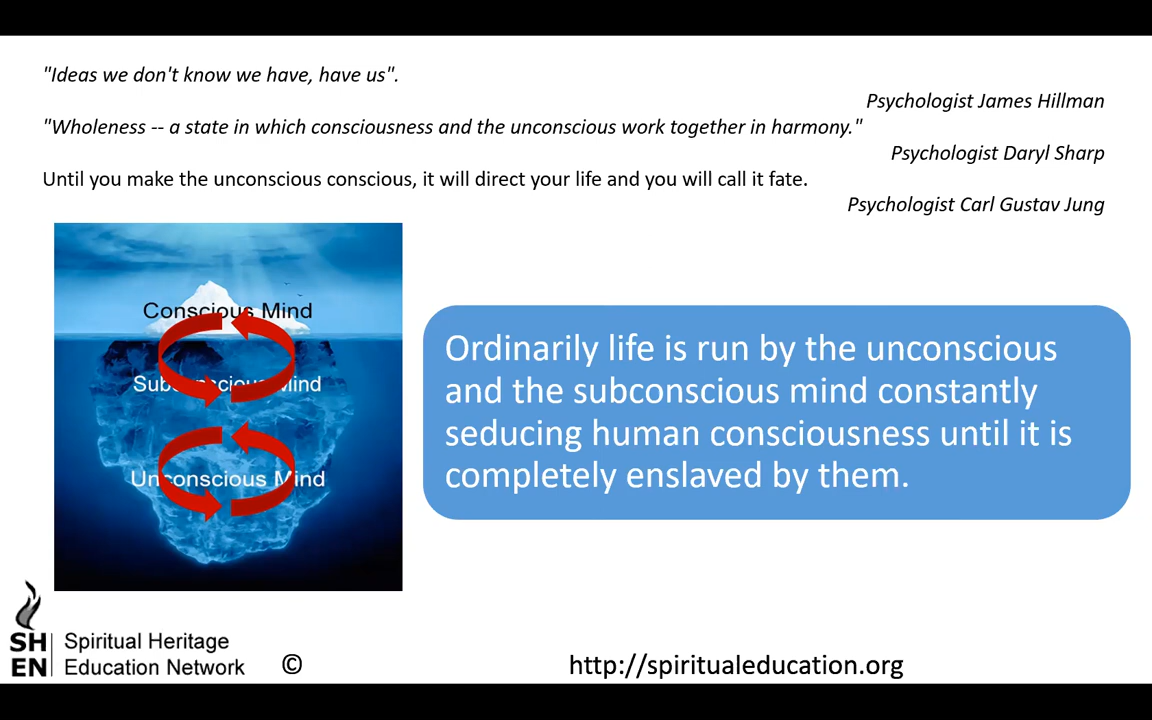 "Ideas we don't know we have, have us".
Psychologist James Hillman
"Wholeness -- a state in which consciousness and the unconscious work together in harmony."
Psychologist Daryl Sharp
Until you make the unconscious conscious, it will direct your life and you will call it fate.
Psychologist Carl Gustav Jung
Conscious Mind
Subconscious Mind
Unconscious Mind
Ordinarily life is run by the unconscious
and the subconscious mind constantly
seducing human consciousness until it is
completely enslaved by them.
SH
EN
Spiritual Heritage
Education Network
©
http://spiritualeducation.org